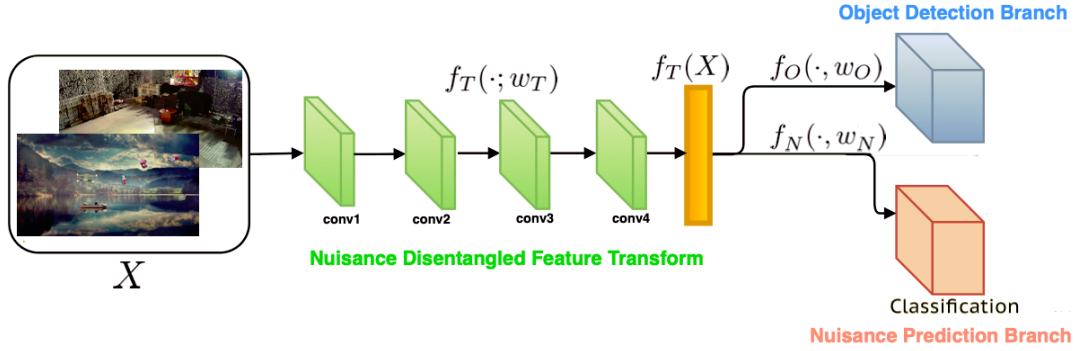 Object Detection Branch
f_T(·; w_T)
f_T(X)
f_O(·, w_O)
f_N(·, w_N)
conv1
conv2
conv3
conv4
Nuisance Disentangled Feature Transform
X
Classification
Nuisance Prediction Branch